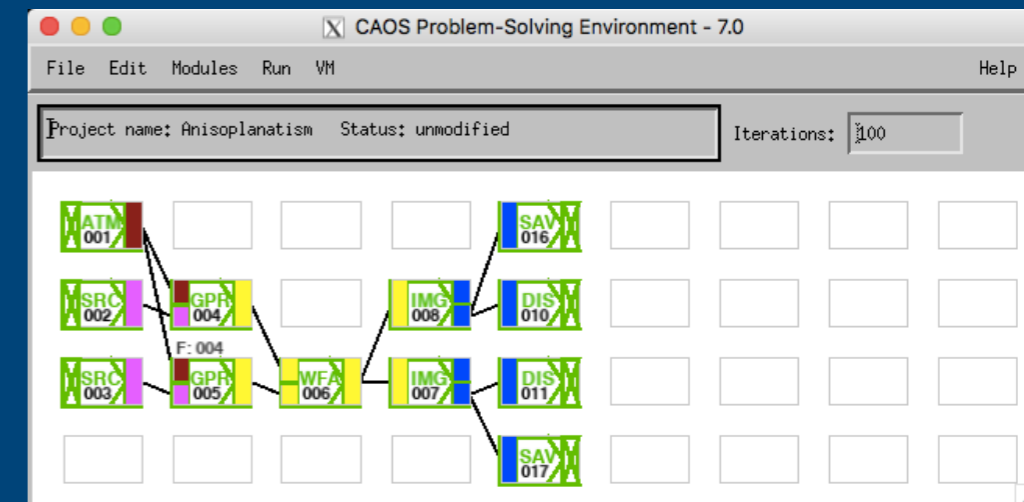 CAOS Problem-Solving Environment - 7.0
File Edit Modules Run VM Help
Project name: Anisoplanatism Status: unmodified
Iterations: 100
ATM
001
SAV
016
SRC
002
GPR
004
IMG
008
DIS
010
F: 004
SRC
003
GPR
005
WFA
006
IMG
007
DIS
011
SAV
017